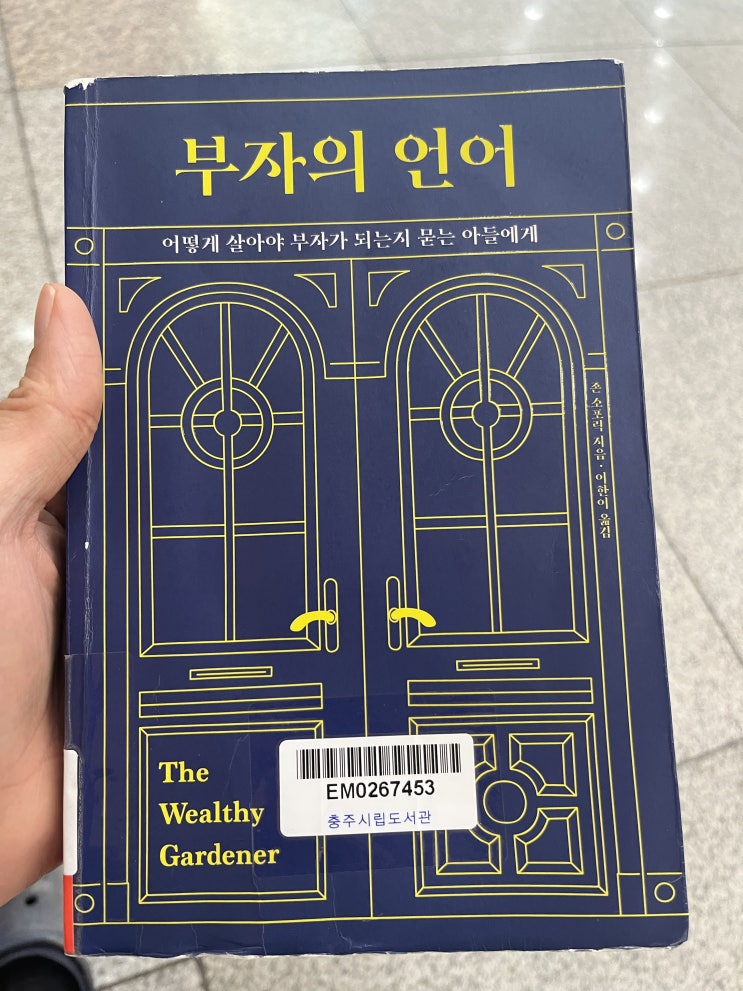 부자의 언어
어떻게 살아야 부자가 되는지 묻는 아들에게
존 소포릭 지음 · 이한이 옮김
The
Wealthy
Gardener
EM0267453
충주시립도서관